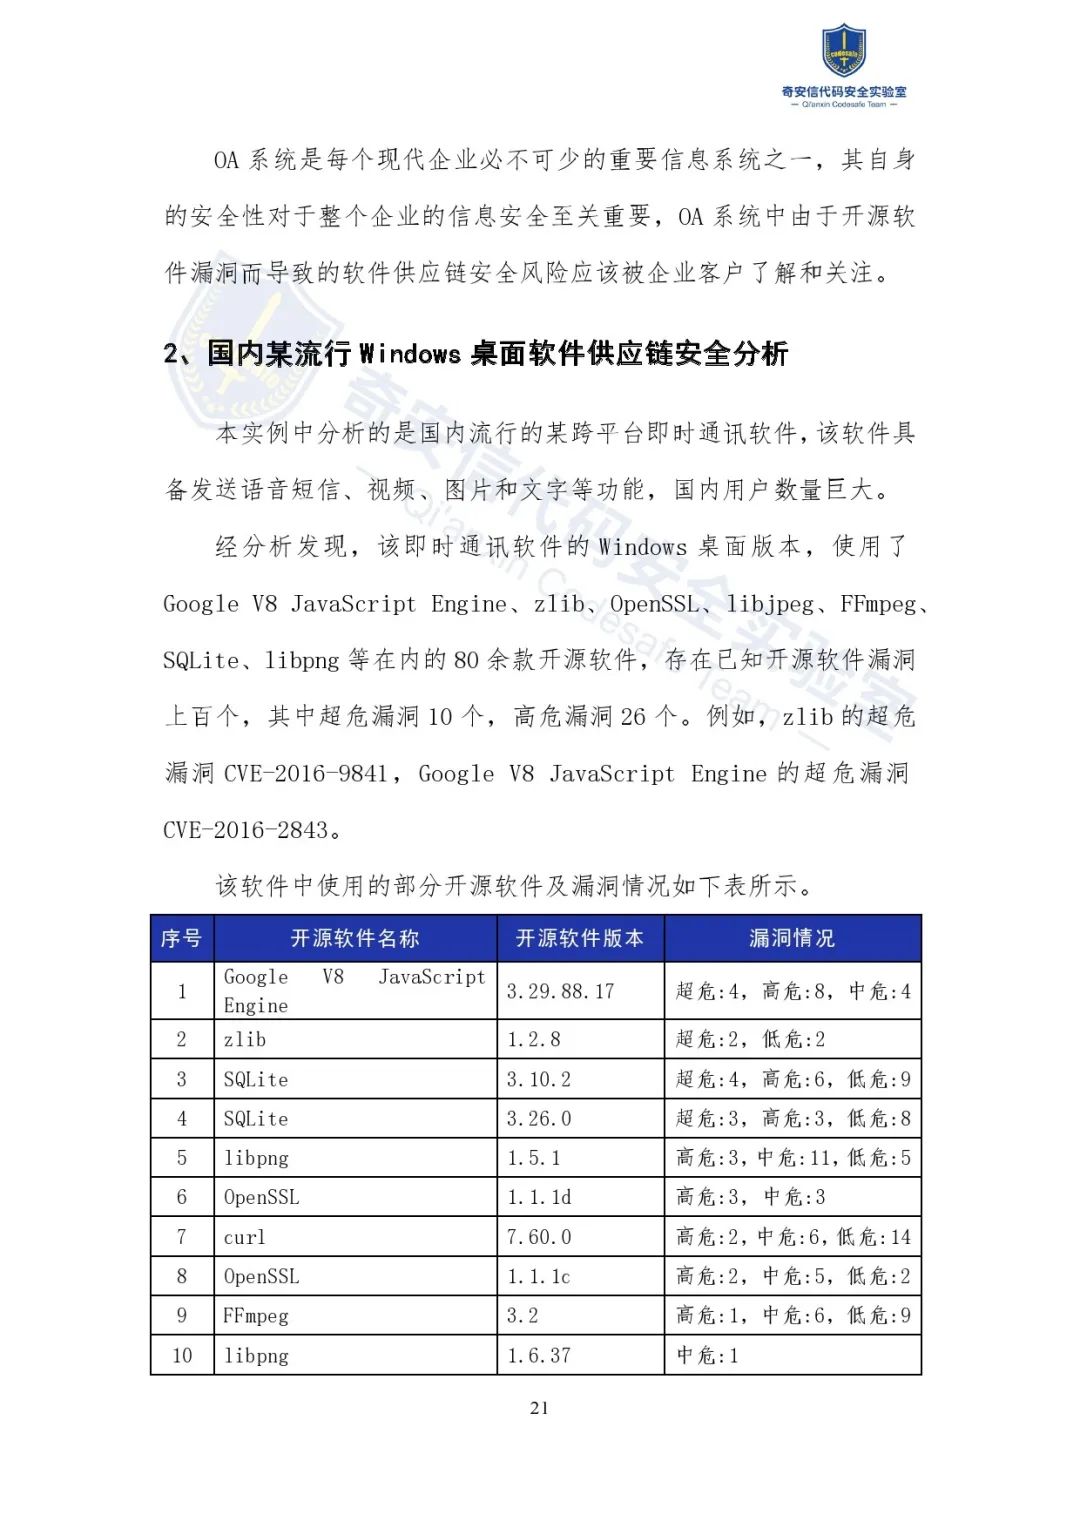 codesafe
奇安信代码安全实验室
— Qi'anxin Codesafe Team —
OA 系统是每个现代企业必不可少的重要信息系统之一，其自身
的安全性对于整个企业的信息安全至关重要，OA 系统中由于开源软
件漏洞而导致的软件供应链安全风险应该被企业客户了解和关注。
2、国内某流行 Windows 桌面软件供应链安全分析
本实例中分析的是国内流行的某跨平台即时通讯软件，该软件具
备发送语音短信、视频、图片和文字等功能，国内用户数量巨大。
经分析发现，该即时通讯软件的 Windows 桌面版本，使用了
Google V8 JavaScript Engine、zlib、OpenSSL、libjpeg、FFmpeg、
SQLite、libpng 等在内的 80 余款开源软件，存在已知开源软件漏洞
上百个，其中超危漏洞 10 个，高危漏洞 26 个。例如，zlib 的超危
漏洞 CVE-2016-9841，Google V8 JavaScript Engine 的超危漏洞
CVE-2016-2843。
该软件中使用的部分开源软件及漏洞情况如下表所示。
序号 开源软件名称 开源软件版本 漏洞情况
1 Google V8 JavaScript Engine 3.29.88.17 超危:4，高危:8，中危:4
2 zlib 1.2.8 超危:2，低危:2
3 SQLite 3.10.2 超危:4，高危:6，低危:9
4 SQLite 3.26.0 超危:3，高危:3，低危:8
5 libpng 1.5.1 高危:3，中危:11，低危:5
6 OpenSSL 1.1.1d 高危:3，中危:3
7 curl 7.60.0 高危:2，中危:6，低危:14
8 OpenSSL 1.1.1c 高危:2，中危:5，低危:2
9 FFmpeg 3.2 高危:1，中危:6，低危:9
10 libpng 1.6.37 中危:1
21
奇安信代码安全实验室
— Qi'anxin Codesafe Team —